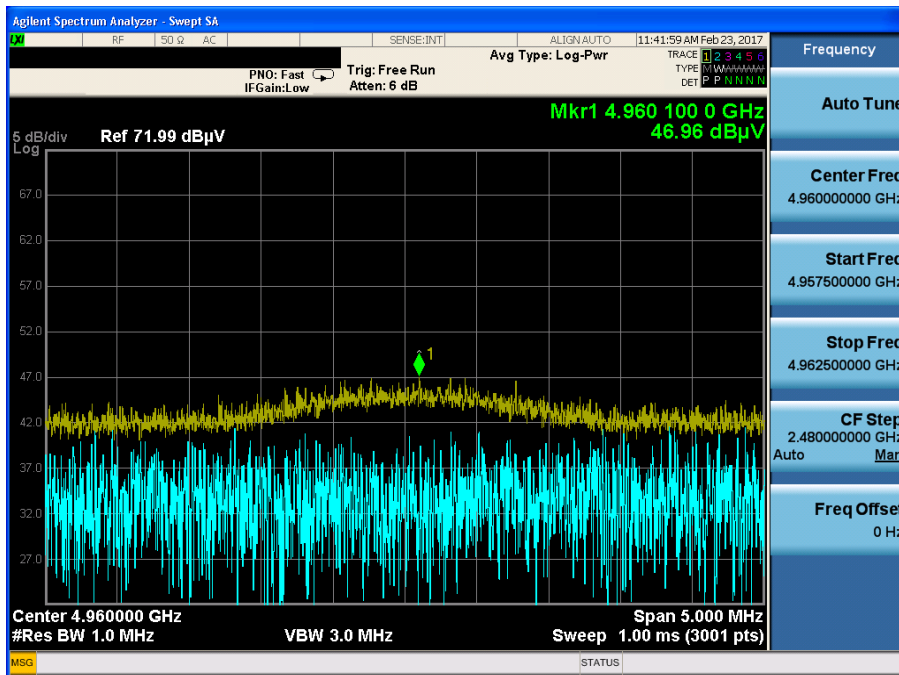 Agilent Spectrum Analyzer - Swept SA
LXI RF 50 Ω AC SENSE:INT ALIGN AUTO 11:41:59 AM Feb 23, 2017
PNO: Fast Trig: Free Run Avg Type: Log-Pwr TRACE 1 2 3 4 5 6
IFGain:Low Atten: 6 dB TYPE M W W W W W
DET P P N N N N
Mkr1 4.960 100 0 GHz
46.96 dBµV
5 dB/div Ref 71.99 dBµV
Log
67.0
62.0
57.0
52.0
1
47.0
42.0
37.0
32.0
27.0
Center 4.960000 GHz Span 5.000 MHz
#Res BW 1.0 MHz VBW 3.0 MHz Sweep 1.00 ms (3001 pts)
MSG STATUS
Frequency
Auto Tune
Center Freq
4.960000000 GHz
Start Freq
4.957500000 GHz
Stop Freq
4.962500000 GHz
CF Step
2.480000000 GHz
Auto Man
Freq Offset
0 Hz